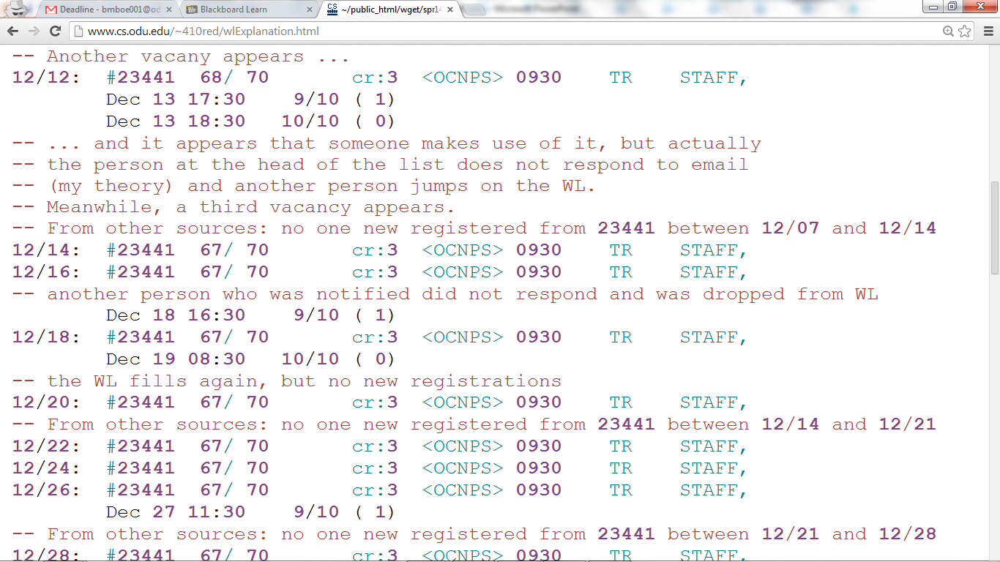 Deadline - bmboe001@od
Blackboard Learn
CS
~/public_html/wget/spr14
Microsoft PowerPoint
www.cs.odu.edu/~410red/wlExplanation.html
-- Another vacany appears ...
12/12:  #23441  68/ 70       cr:3  <OCNPS> 0930    TR    STAFF,
        Dec 13 17:30    9/10 ( 1)
        Dec 13 18:30   10/10 ( 0)
-- ... and it appears that someone makes use of it, but actually
-- the person at the head of the list does not respond to email
-- (my theory) and another person jumps on the WL.
-- Meanwhile, a third vacancy appears.
-- From other sources: no one new registered from 23441 between 12/07 and 12/14
12/14:  #23441  67/ 70       cr:3  <OCNPS> 0930    TR    STAFF,
12/16:  #23441  67/ 70       cr:3  <OCNPS> 0930    TR    STAFF,
-- another person who was notified did not respond and was dropped from WL
        Dec 18 16:30    9/10 ( 1)
12/18:  #23441  67/ 70       cr:3  <OCNPS> 0930    TR    STAFF,
        Dec 19 08:30   10/10 ( 0)
-- the WL fills again, but no new registrations
12/20:  #23441  67/ 70       cr:3  <OCNPS> 0930    TR    STAFF,
-- From other sources: no one new registered from 23441 between 12/14 and 12/21
12/22:  #23441  67/ 70       cr:3  <OCNPS> 0930    TR    STAFF,
12/24:  #23441  67/ 70       cr:3  <OCNPS> 0930    TR    STAFF,
12/26:  #23441  67/ 70       cr:3  <OCNPS> 0930    TR    STAFF,
        Dec 27 11:30    9/10 ( 1)
-- From other sources: no one new registered from 23441 between 12/21 and 12/28
12/28:  #23441  67/ 70       cr:3  <OCNPS> 0930    TR    STAFF,